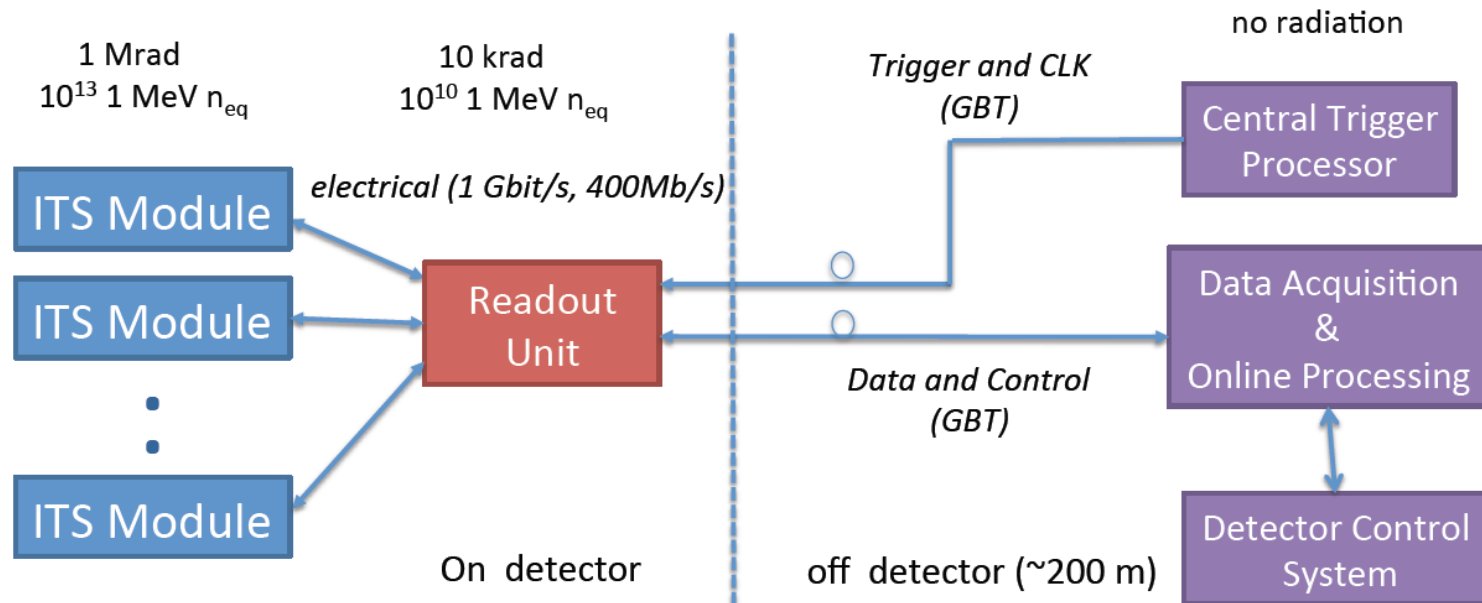 1 Mrad
10¹³ 1 MeV nₑq
10 krad
10¹⁰ 1 MeV nₑq
no radiation
Trigger and CLK
(GBT)
Central Trigger
Processor
electrical (1 Gbit/s, 400Mb/s)
ITS Module
ITS Module
ITS Module
Readout
Unit
Data Acquisition
&
Online Processing
Data and Control
(GBT)
Detector Control
System
On detector
off detector (~200 m)